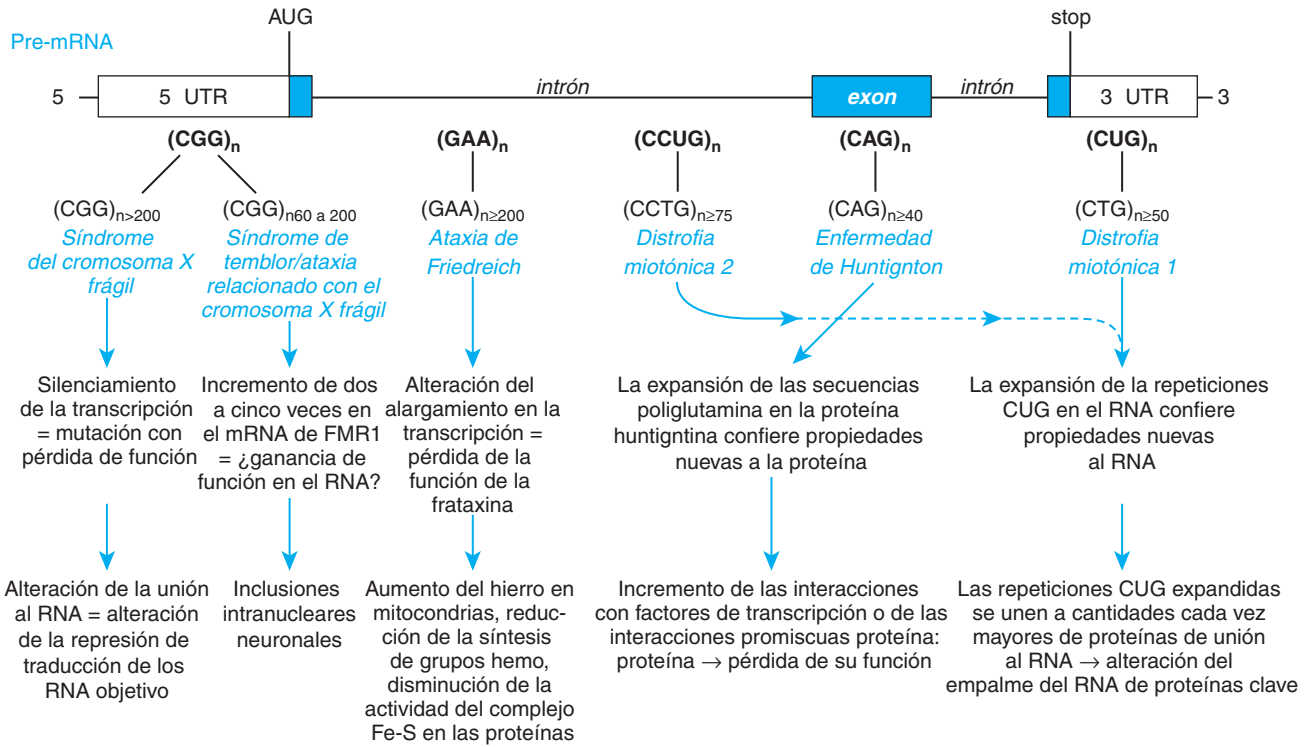 AUG
stop
Pre-mRNA
5
5 UTR
intrón
exon
intrón
3 UTR
3
(CGG)n
(GAA)n
(CCUG)n
(CAG)n
(CUG)n
(CGG)n>200
Síndrome
del cromosoma X
frágil
(CGG)n60 a 200
Síndrome de
temblor/ataxia
relacionado con el
cromosoma X frágil
(GAA)n≥200
Ataxia de
Friedreich
(CCTG)n≥75
Distrofia
miotónica 2
(CAG)n≥40
Enfermedad
de Huntignton
(CTG)n≥50
Distrofia
miotónica 1
Silenciamiento
de la transcripción
= mutación con
pérdida de función
Incremento de dos
a cinco veces en
el mRNA de FMR1
= ¿ganancia de
función en el RNA?
Alteración del
alargamiento en la
transcripción =
pérdida de la
función de la
frataxina
La expansión de las secuencias
poliglutamina en la proteína
huntigntina confiere propiedades
nuevas a la proteína
La expansión de la repeticiones
CUG en el RNA confiere
propiedades nuevas
al RNA
Alteración de la unión
al RNA = alteración
de la represión de
traducción de los
RNA objetivo
Inclusiones
intranucleares
neuronales
Aumento del hierro en
mitocondrias, reduc-
ción de la síntesis
de grupos hemo,
disminución de la
actividad del complejo
Fe-S en las proteínas
Incremento de las interacciones
con factores de transcripción o de las
interacciones promiscuas proteína:
proteína → pérdida de su función
Las repeticiones CUG expandidas
se unen a cantidades cada vez
mayores de proteínas de unión
al RNA → alteración del
empalme del RNA de proteínas clave